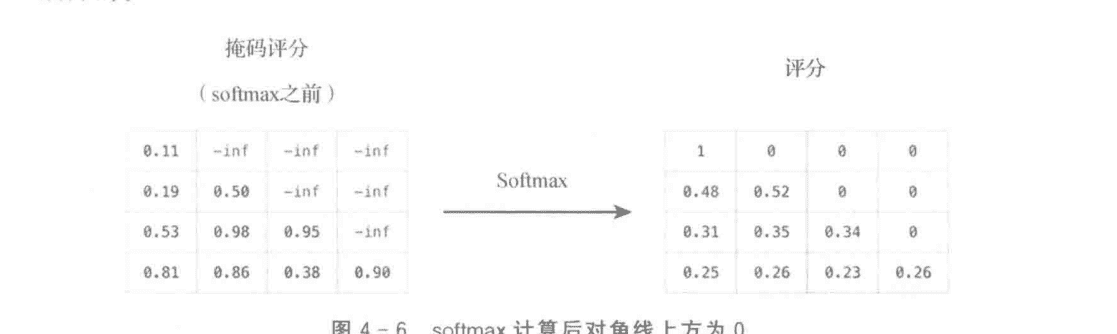 掩码评分
（softmax之前）
评分
0.11 -inf -inf -inf
0.19 0.50 -inf -inf
0.53 0.98 0.95 -inf
0.81 0.86 0.38 0.90
Softmax
1 0 0 0
0.48 0.52 0 0
0.31 0.35 0.34 0
0.25 0.26 0.23 0.26
图 4-6 softmax 计算后对角线上方为 0